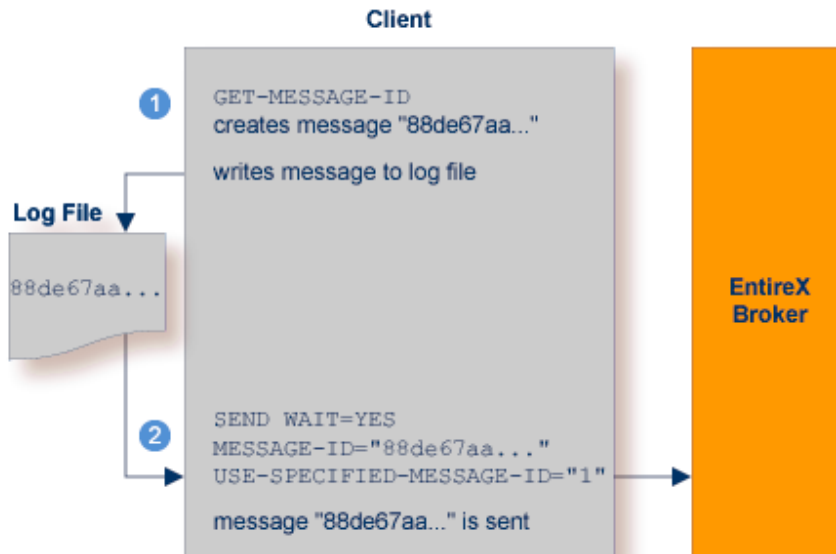 Client
1
GET-MESSAGE-ID
creates message "88de67aa..."
writes message to log file
Log File
88de67aa...
EntireX
Broker
2
SEND WAIT=YES
MESSAGE-ID="88de67aa..."
USE-SPECIFIED-MESSAGE-ID="1"
message "88de67aa..." is sent